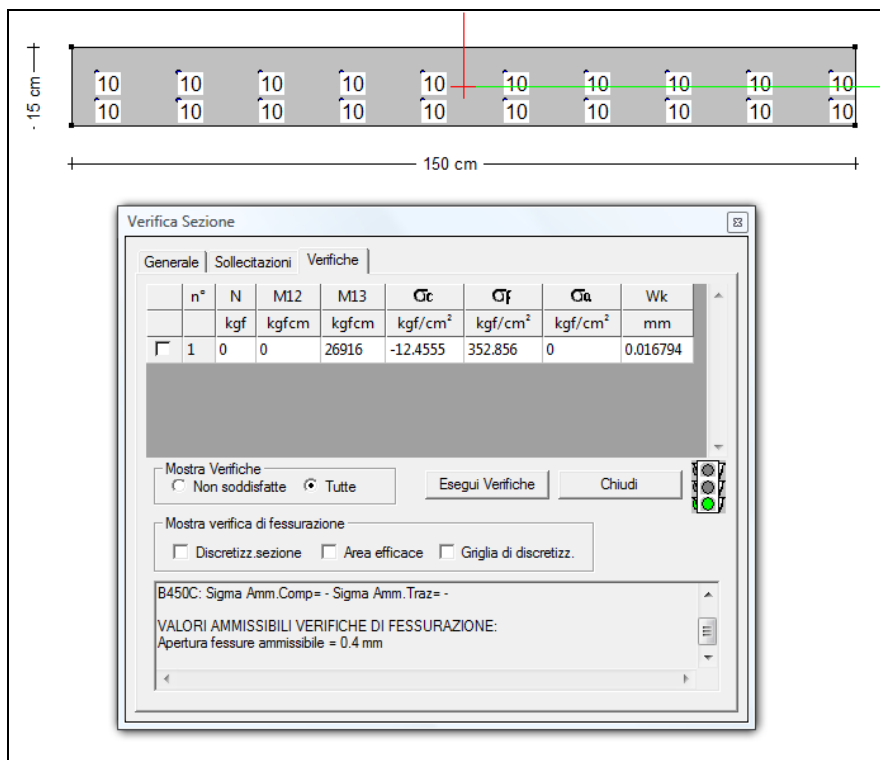 10 10 10 10 10 10 10 10 10 10
10 10 10 10 10 10 10 10 10 10
- 15 cm
150 cm
Verifica Sezione
Generale Sollecitazioni Verifiche
n° N M12 M13 σc σf σa Wk
kgf kgfcm kgfcm kgf/cm² kgf/cm² kgf/cm² mm
1 0 0 26916 -12.4555 352.856 0 0.016794
Mostra Verifiche
Non soddisfatte Tutte Esegui Verifiche Chiudi
Mostra verifica di fessurazione
Discretizz.sezione Area efficace Griglia di discretizz.
B450C: Sigma Amm.Comp= - Sigma Amm.Traz= -
VALORI AMMISSIBILI VERIFICHE DI FESSURAZIONE:
Apertura fessure ammissibile = 0.4 mm